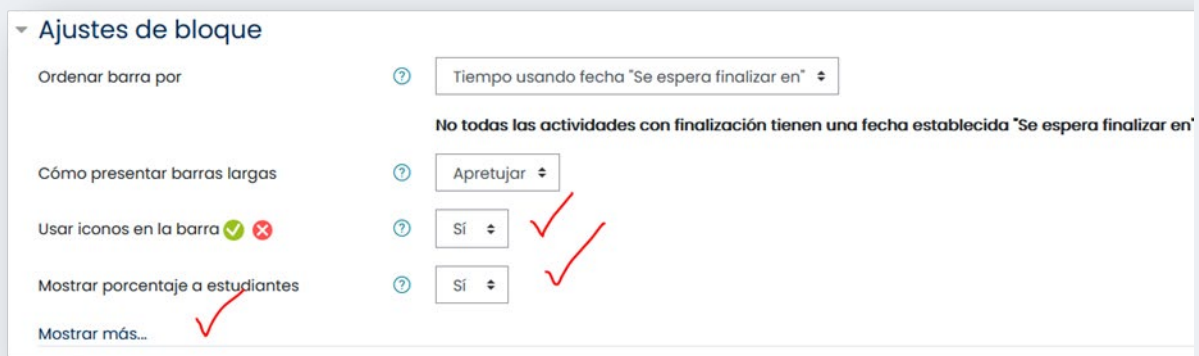 Ajustes de bloque
Ordenar barra por
Tiempo usando fecha "Se espera finalizar en"
No todas las actividades con finalización tienen una fecha establecida "Se espera finalizar en"
Cómo presentar barras largas
Apretujar
Usar iconos en la barra
Sí
Mostrar porcentaje a estudiantes
Sí
Mostrar más...